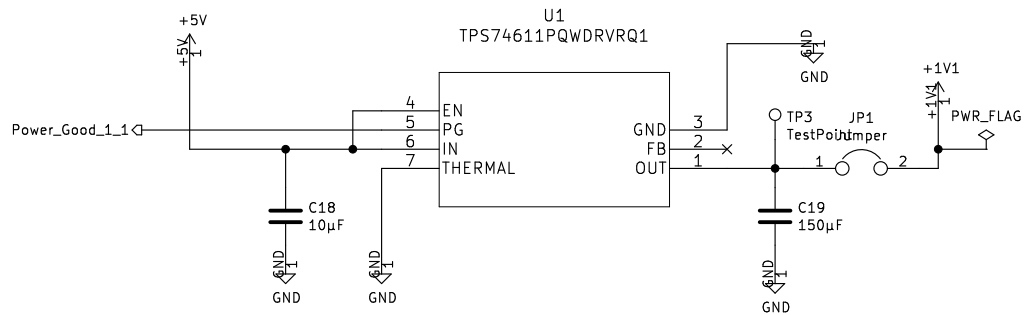 U1
TPS74611PQWDRVRQ1
+5V
+5V
1
GND
1
GND
+1V1
+1V1
1
PWR_FLAG
Power_Good_1_1
4
EN
5
PG
6
IN
7
THERMAL
GND
3
FB
2
OUT
1
TP3
TestPoint
JP1
Jumper
1
2
C18
10µF
C19
150µF
GND
1
GND
GND
1
GND
GND
1
GND